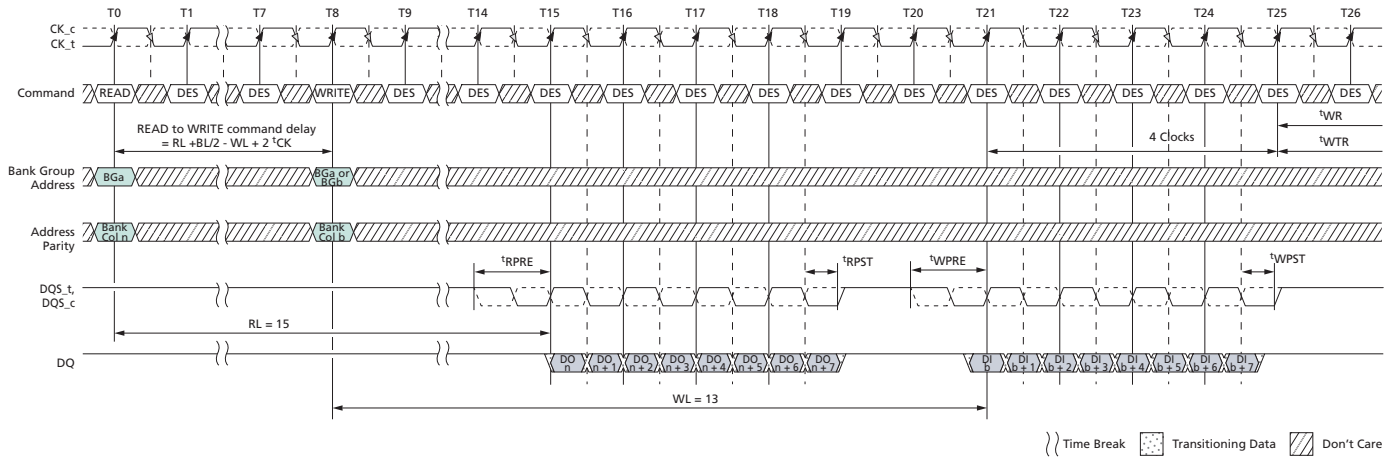 T0 T1 T7 T8 T9 T14 T15 T16 T17 T18 T19 T20 T21 T22 T23 T24 T25 T26
CK_c
CK_t
Command READ DES DES WRITE DES DES DES DES DES DES DES DES DES DES DES DES DES DES
READ to WRITE command delay
= RL +BL/2 - WL + 2 tCK
4 Clocks
tWR
tWTR
Bank Group
Address
BGa
BGa or
BGb
Address
Parity
Bank
Col n
Bank
Col b
tRPRE tRPST tWPRE tWPST
DQS_t,
DQS_c
RL = 15
DQ
DO
n
DO
n + 1
DO
n + 2
DO
n + 3
DO
n + 4
DO
n + 5
DO
n + 6
DO
n + 7
DI
b
DI
b + 1
DI
b + 2
DI
b + 3
DI
b + 4
DI
b + 5
DI
b + 6
DI
b + 7
WL = 13
Time Break Transitioning Data Don't Care